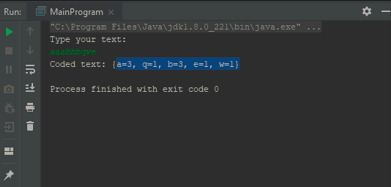 Run: MainProgram ×
"C:\Program Files\Java\jdk1.8.0_221\bin\java.exe" ...
Type your text:
Coded text: {a=3, q=1, b=3, e=1, w=1}
Process finished with exit code 0